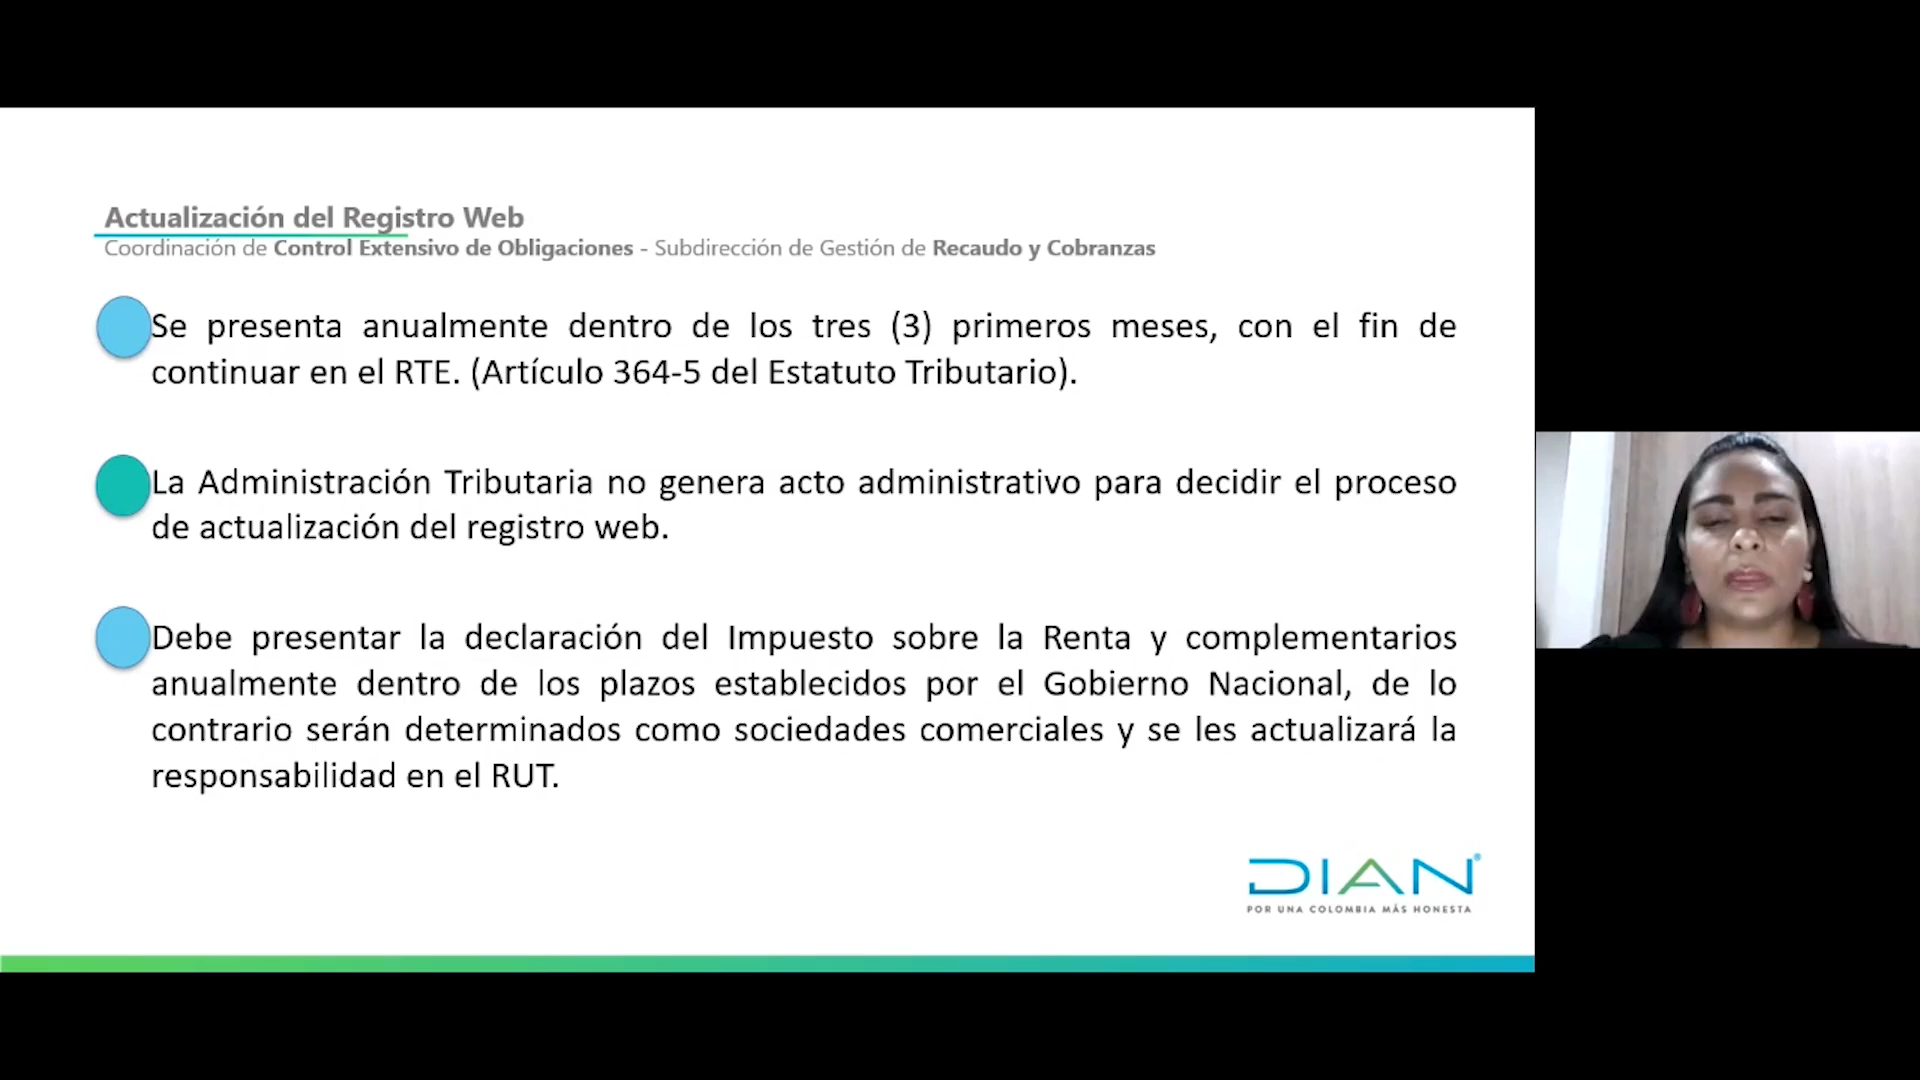 Actualización del Registro Web
Coordinación de Control Extensivo de Obligaciones - Subdirección de Gestión de Recaudo y Cobranzas
Se presenta anualmente dentro de los tres (3) primeros meses, con el fin de
continuar en el RTE. (Artículo 364-5 del Estatuto Tributario).
La Administración Tributaria no genera acto administrativo para decidir el proceso
de actualización del registro web.
Debe presentar la declaración del Impuesto sobre la Renta y complementarios
anualmente dentro de los plazos establecidos por el Gobierno Nacional, de lo
contrario serán determinados como sociedades comerciales y se les actualizará la
responsabilidad en el RUT.
DIAN®
POR UNA COLOMBIA MÁS HONESTA